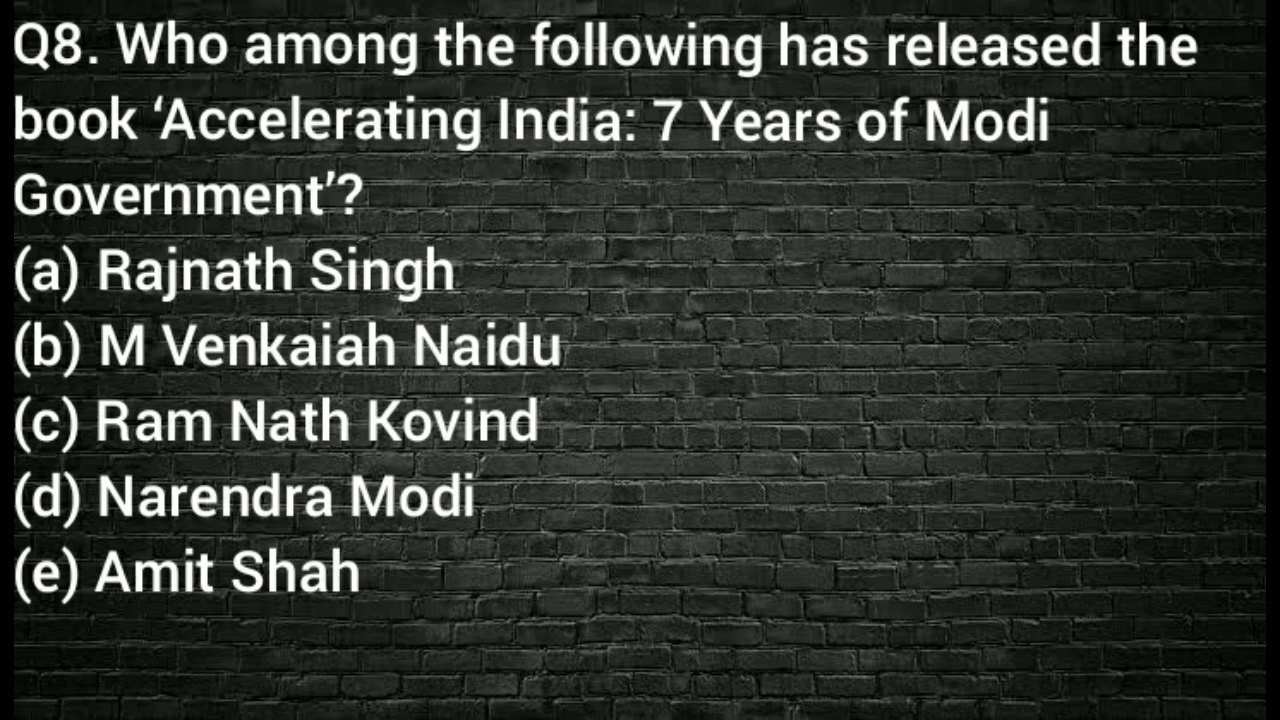 Q8. Who among the following has released the
book ‘Accelerating India: 7 Years of Modi
Government’?
(a) Rajnath Singh
(b) M Venkaiah Naidu
(c) Ram Nath Kovind
(d) Narendra Modi
(e) Amit Shah